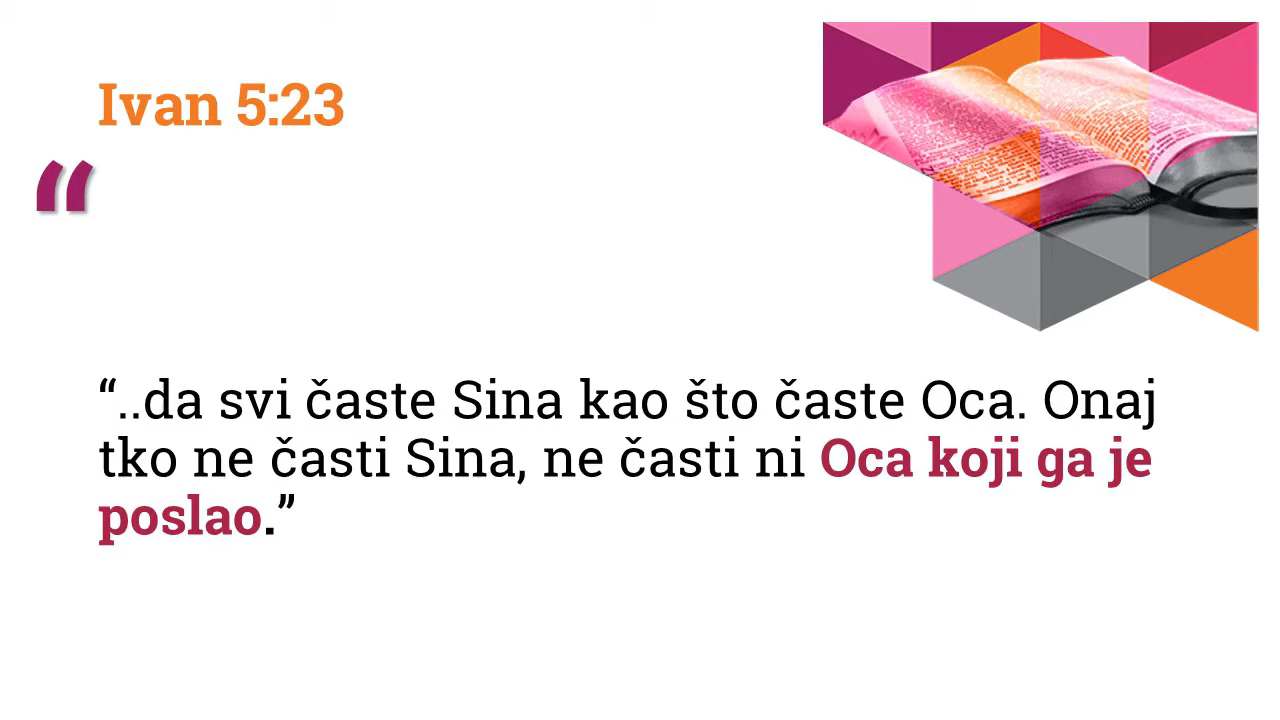 Ivan 5:23
“
“..da svi časte Sina kao što časte Oca. Onaj
tko ne časti Sina, ne časti ni Oca koji ga je
poslao.”